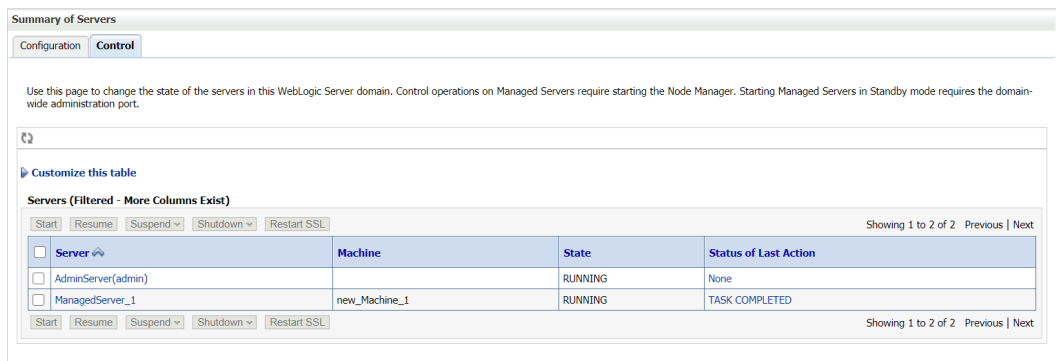 Summary of Servers
Configuration Control
Use this page to change the state of the servers in this WebLogic Server domain. Control operations on Managed Servers require starting the Node Manager. Starting Managed Servers in Standby mode requires the domain-
wide administration port.
Customize this table
Servers (Filtered - More Columns Exist)
Start Resume Suspend Shutdown Restart SSL Showing 1 to 2 of 2 Previous | Next
Server Machine State Status of Last Action
AdminServer(admin) RUNNING None
ManagedServer_1 new_Machine_1 RUNNING TASK COMPLETED
Start Resume Suspend Shutdown Restart SSL Showing 1 to 2 of 2 Previous | Next